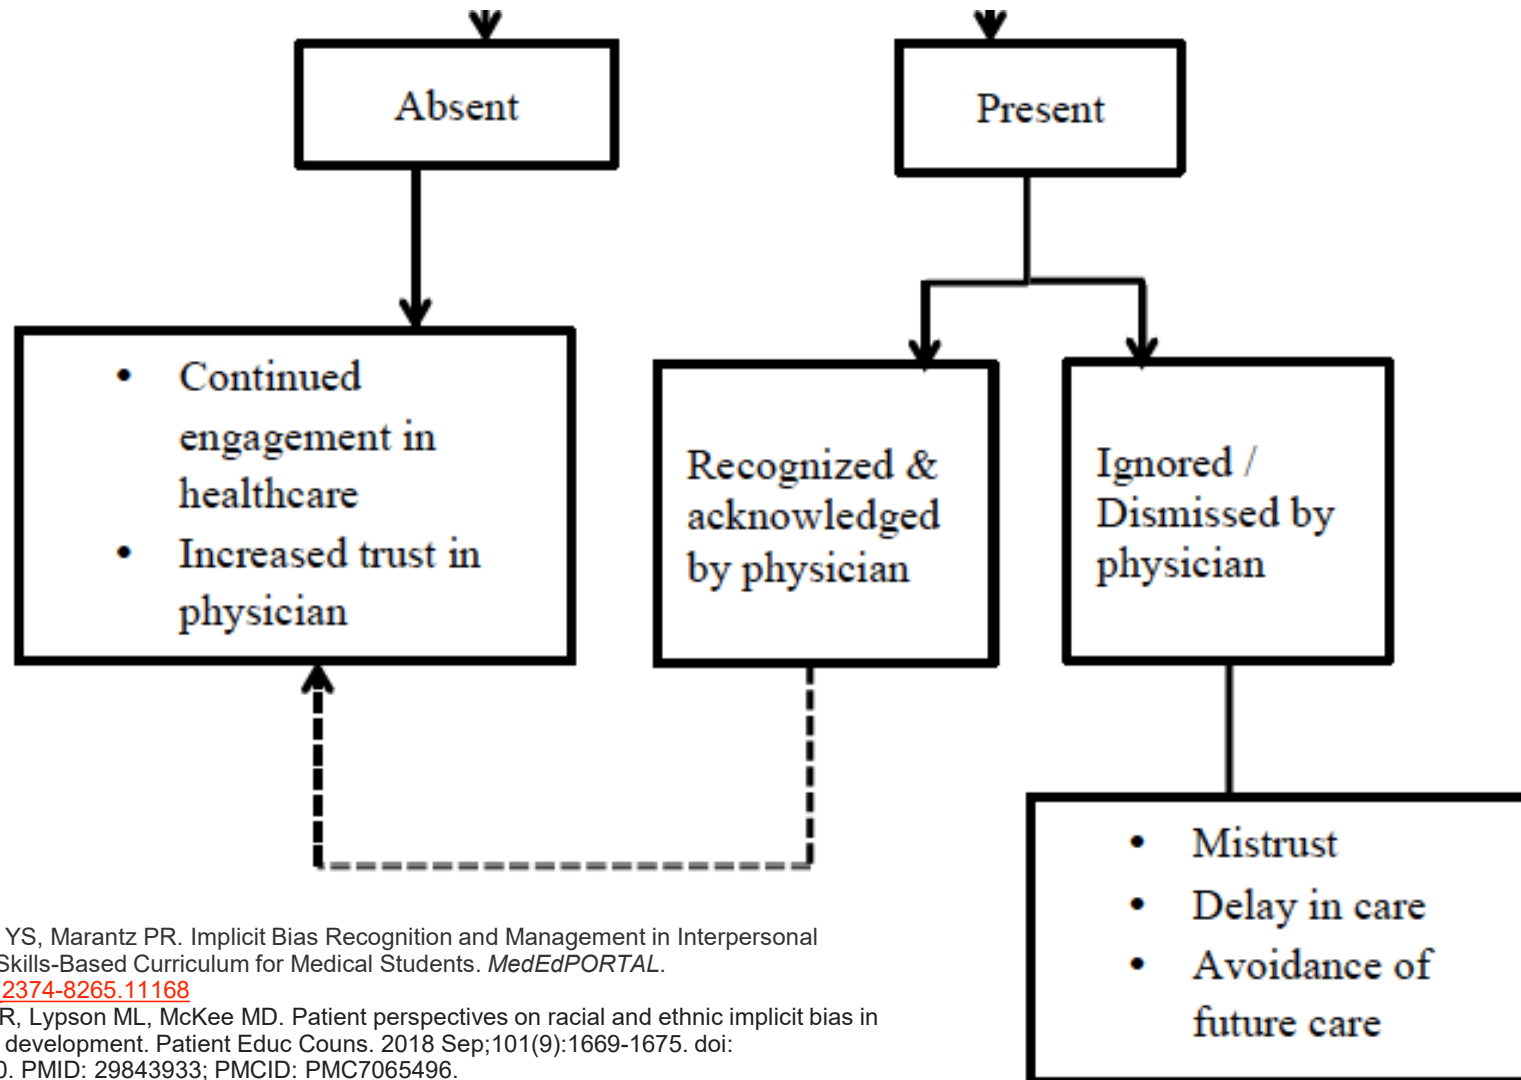 Absent
Present
• Continued
engagement in
healthcare
• Increased trust in
physician
Recognized &
acknowledged
by physician
Ignored /
Dismissed by
physician
• Mistrust
• Delay in care
• Avoidance of
future care
YS, Marantz PR. Implicit Bias Recognition and Management in Interpersonal
Skills-Based Curriculum for Medical Students. MedEdPORTAL.
2374-8265.11168
R, Lypson ML, McKee MD. Patient perspectives on racial and ethnic implicit bias in
development. Patient Educ Couns. 2018 Sep;101(9):1669-1675. doi:
0. PMID: 29843933; PMCID: PMC7065496.